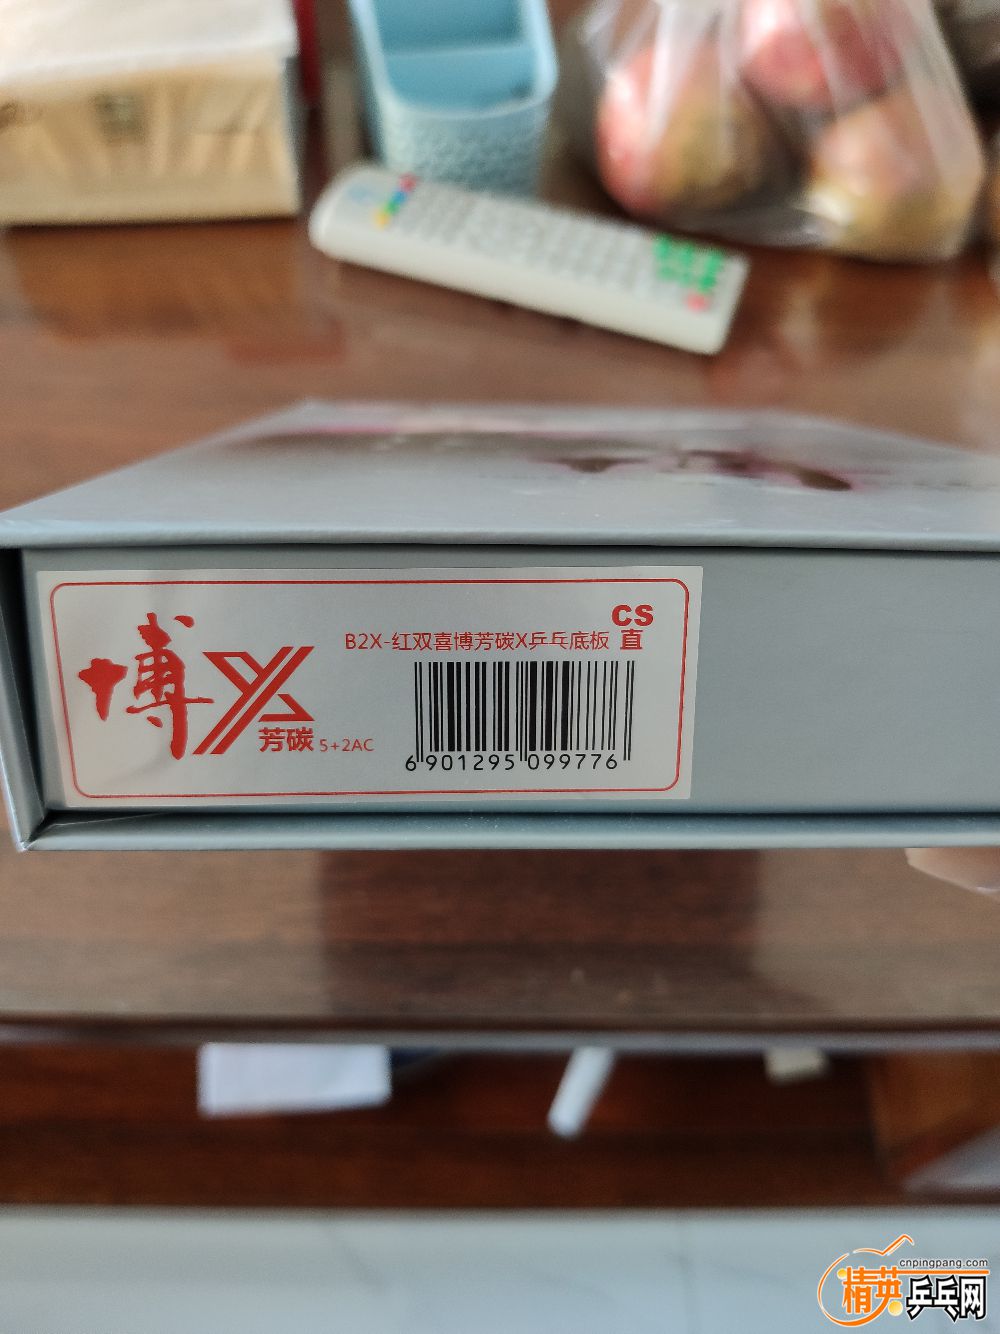 博X
芳碳 5+2AC
B2X-红双喜博芳碳X乒乓底板
CS
直
6 901295 099776
cnpingpang.com
精英乒乓网